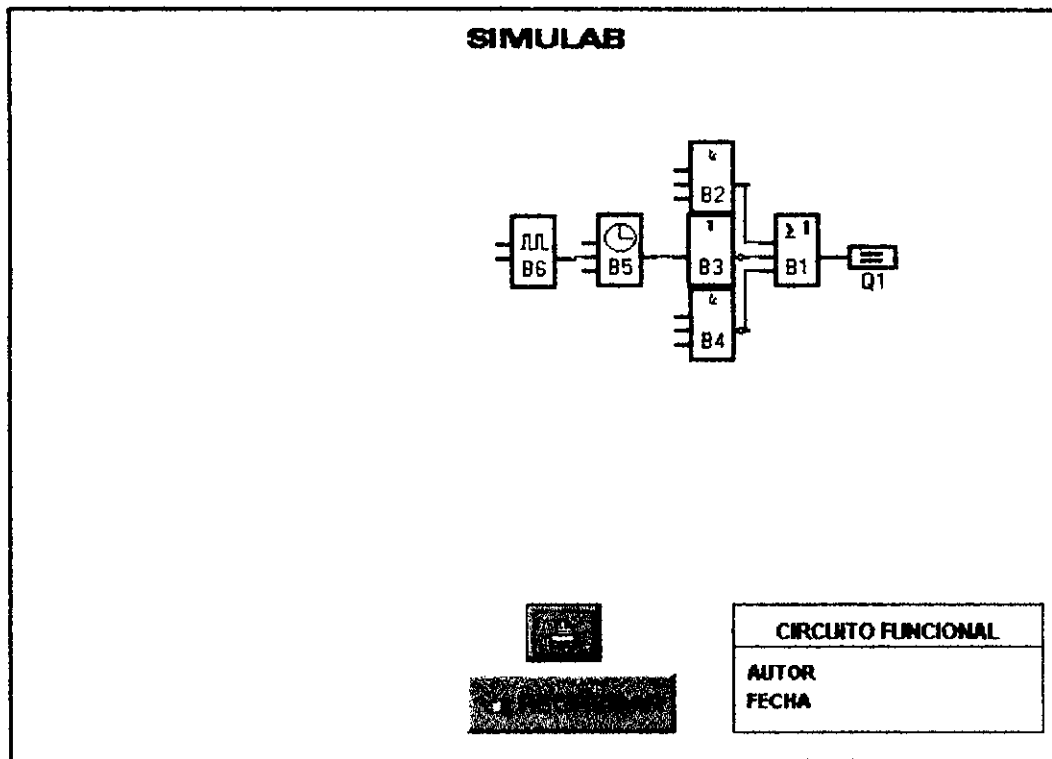 SIMULAB
&
B2
B6
B5
1
B3
Σ 1
B1
Q1
&
B4
CIRCUITO FUNCIONAL
AUTOR
FECHA